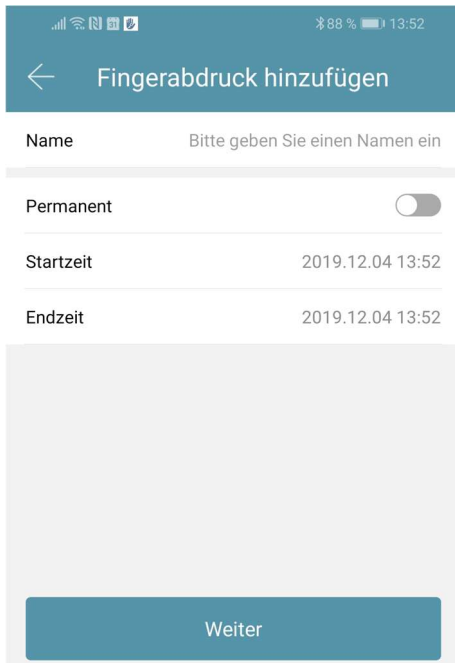 31 88 % 13:52
Fingerabdruck hinzufügen
Name Bitte geben Sie einen Namen ein
Permanent
Startzeit 2019.12.04 13:52
Endzeit 2019.12.04 13:52
Weiter